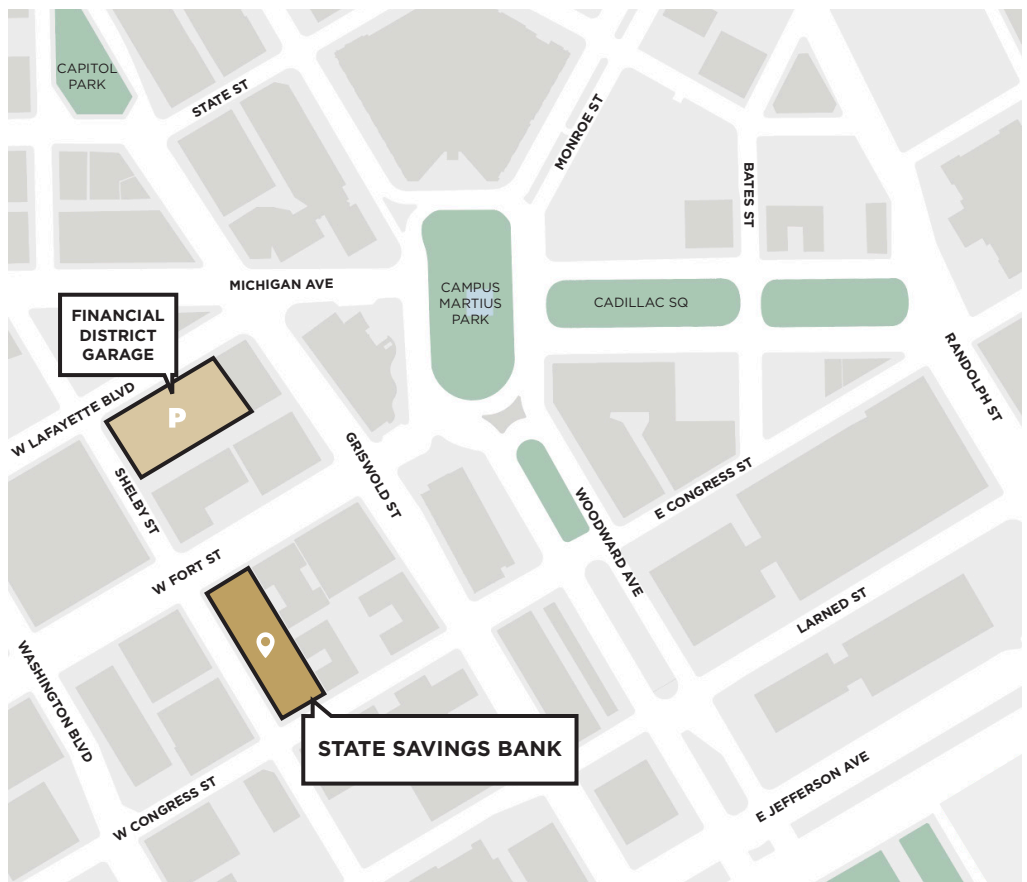 CAPITOL
PARK
STATE ST
MONROE ST
BATES ST
MICHIGAN AVE
CAMPUS
MARTIUS
PARK
CADILLAC SQ
FINANCIAL
DISTRICT
GARAGE
RANDOLPH ST
W LAFAYETTE BLVD
P
SHELBY ST
GRISWOLD ST
E CONGRESS ST
WOODWARD AVE
W FORT ST
LARNED ST
WASHINGTON BLVD
STATE SAVINGS BANK
W CONGRESS ST
E JEFFERSON AVE